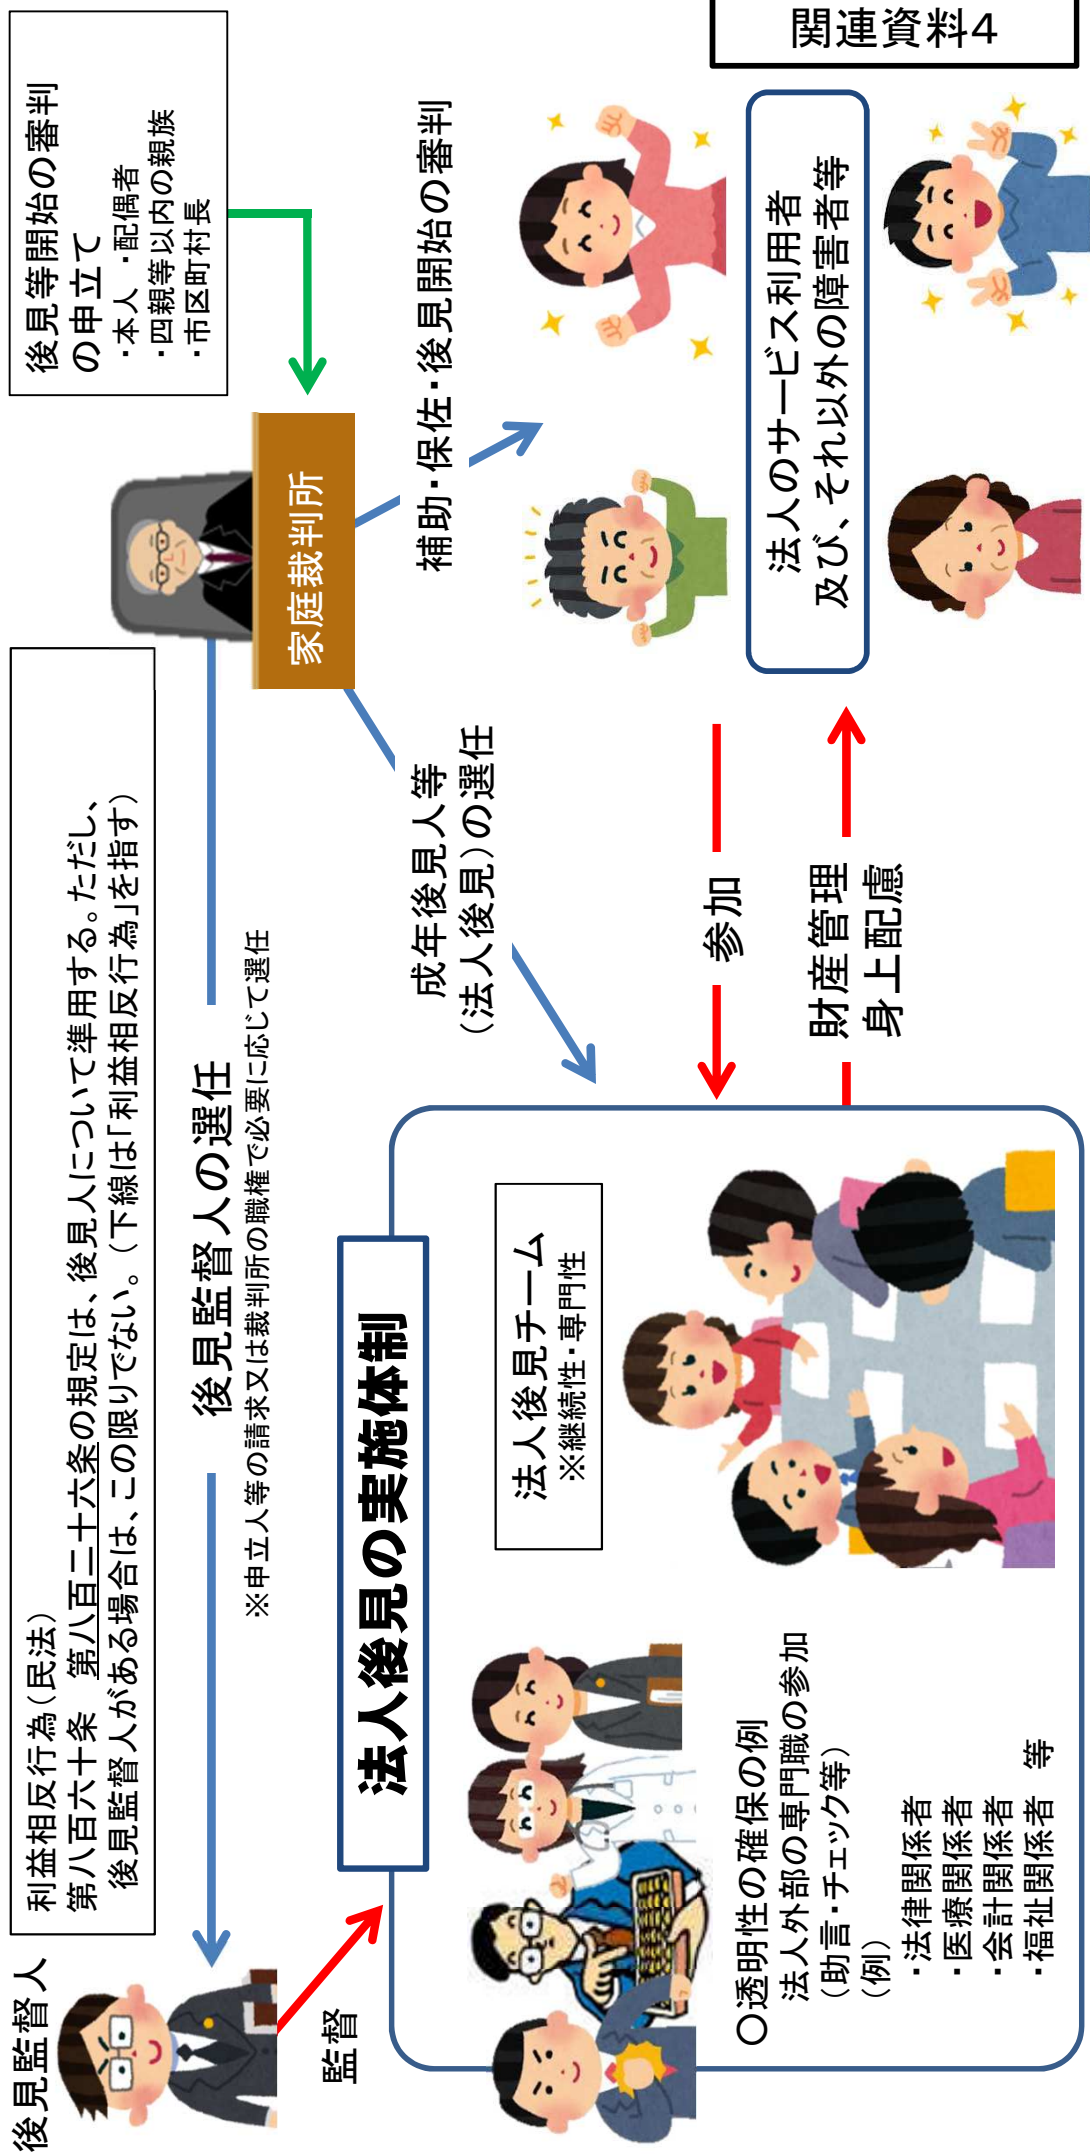 関連資料4
利益相反行為(民法)
第八百六十条 第八百二十六条の規定は、後見人について準用する。ただし、
後見監督人がある場合は、この限りでない。(下線は「利益相反行為」を指す)
後見等開始の審判
の申立て
・本人・配偶者
・四親等以内の親族
・市区町村長
後見監督人
後見監督人の選任
※申立人等の請求又は裁判所の職権で必要に応じて選任
家庭裁判所
監督
法人後見の実施体制
成年後見人等
(法人後見)の選任
補助・保佐・後見開始の審判
法人後見チーム
※継続性・専門性
参加
財産管理
身上配慮
法人のサービス利用者
及び、それ以外の障害者等
○透明性の確保の例
法人外部の専門職の参加
(助言・チェック等)
(例)
・法律関係者
・医療関係者
・会計関係者
・福祉関係者 等